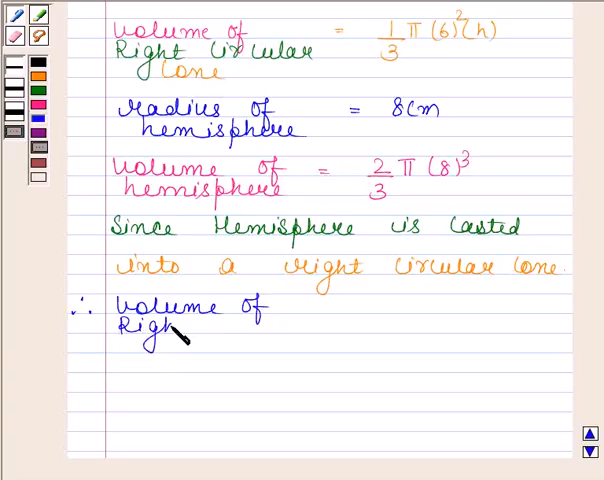 Volume of = 1/3 π (6)² (h)
Right Circular
Cone
radius of = 8cm
hemisphere
Volume of = 2/3 π (8)³
hemisphere
Since Hemisphere is casted
into a right circular cone.
∴ Volume of
Righ